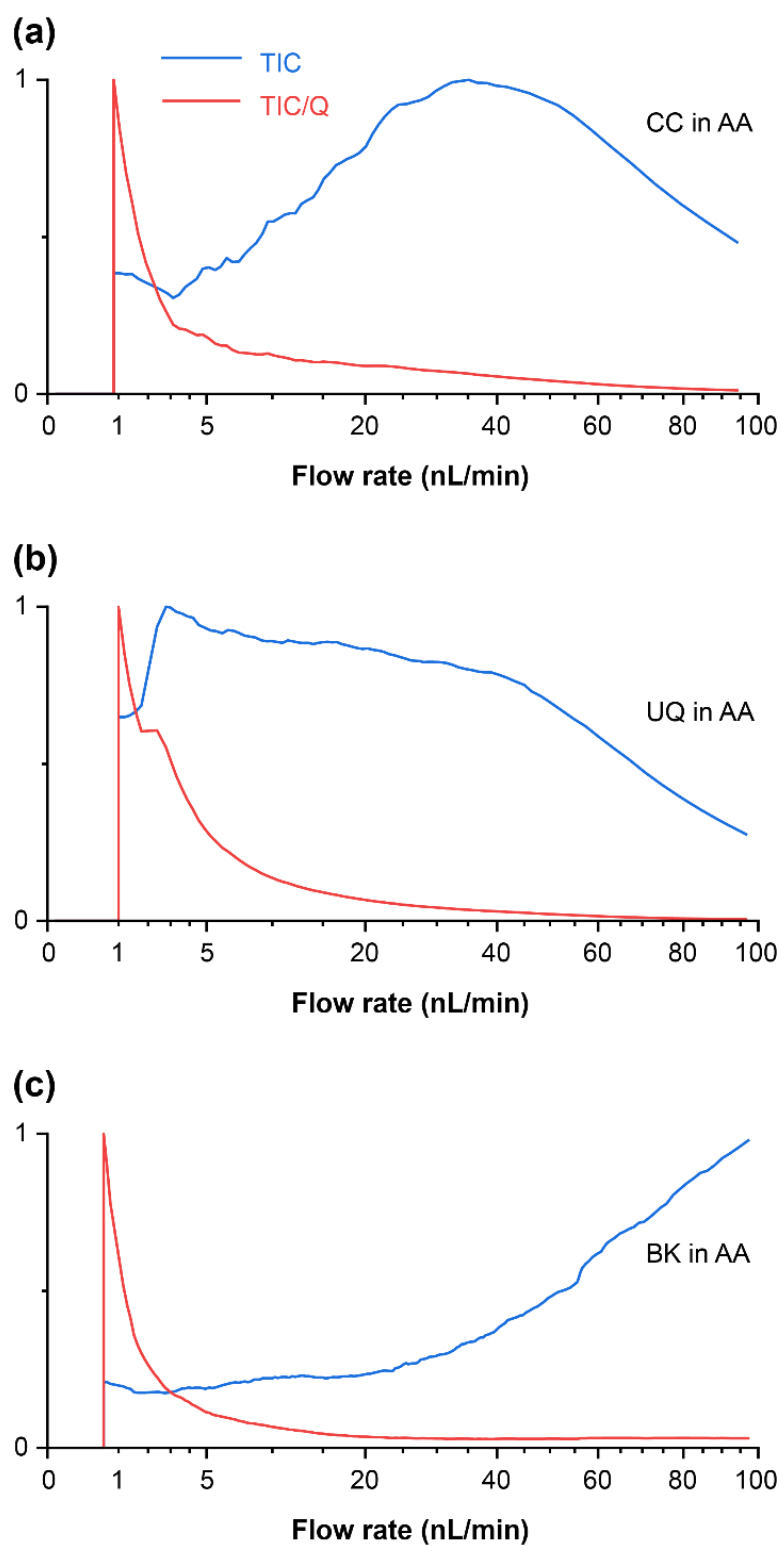 (a)
TIC
TIC/Q
1
CC in AA
0
0 1 5 20 40 60 80 100
Flow rate (nL/min)
(b)
1
UQ in AA
0
0 1 5 20 40 60 80 100
Flow rate (nL/min)
(c)
1
BK in AA
0
0 1 5 20 40 60 80 100
Flow rate (nL/min)